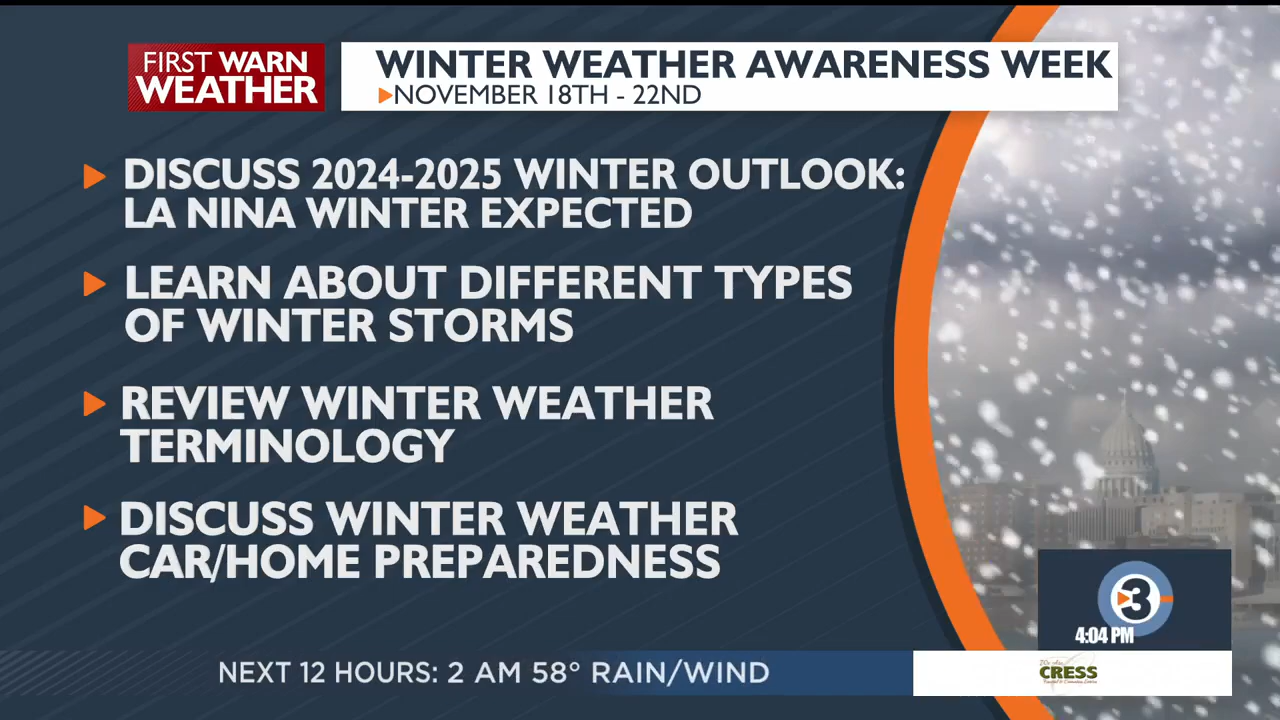 FIRST WARN
WEATHER
WINTER WEATHER AWARENESS WEEK
NOVEMBER 18TH - 22ND
DISCUSS 2024-2025 WINTER OUTLOOK:
LA NINA WINTER EXPECTED
LEARN ABOUT DIFFERENT TYPES
OF WINTER STORMS
REVIEW WINTER WEATHER
TERMINOLOGY
DISCUSS WINTER WEATHER
CAR/HOME PREPAREDNESS
3
4:04 PM
NEXT 12 HOURS: 2 AM 58° RAIN/WIND
CRESS